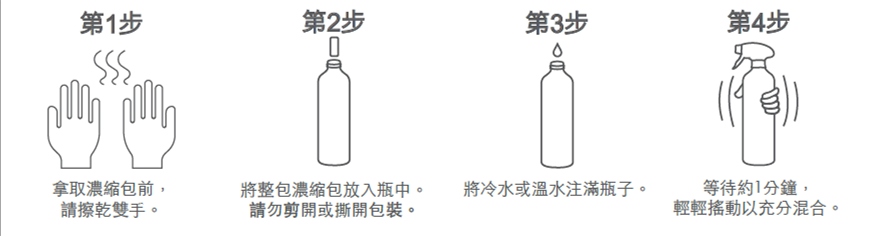 第1步
拿取濃縮包前，
請擦乾雙手。
第2步
將整包濃縮包放入瓶中。
請勿剪開或撕開包裝。
第3步
將冷水或溫水注滿瓶子。
第4步
等待約1分鐘，
輕輕搖動以充分混合。